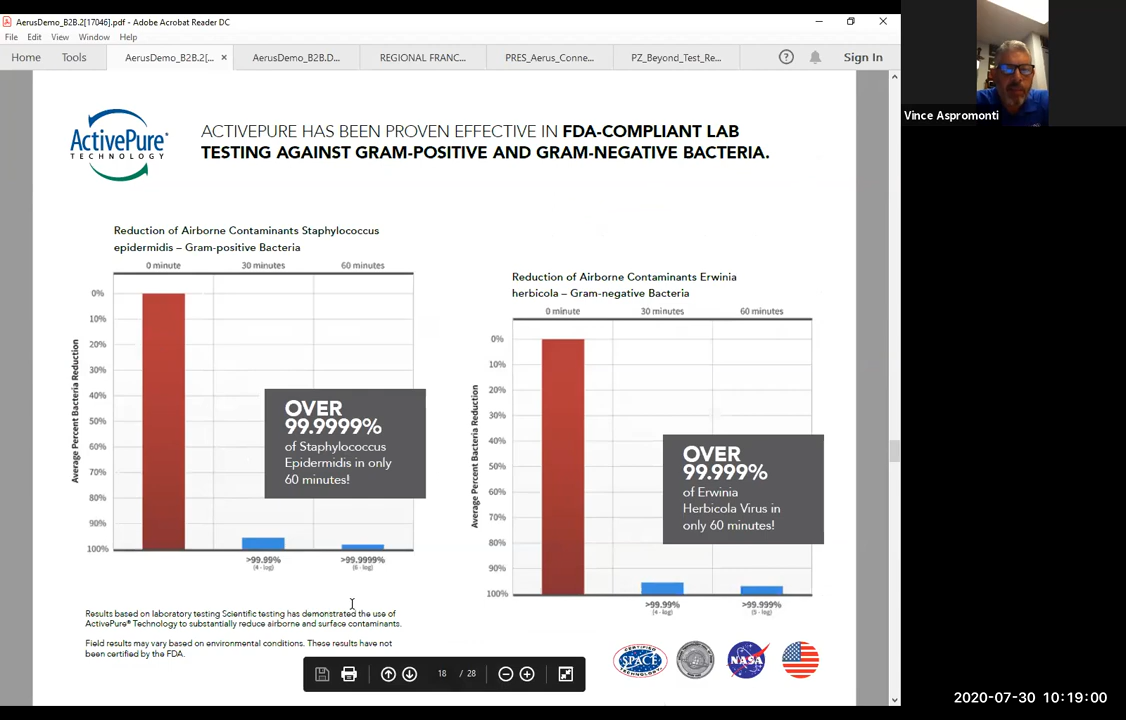 AerusDemo_B2B.2[17046].pdf - Adobe Acrobat Reader DC
File Edit View Window Help
Home Tools AerusDemo_B2B.2[... × AerusDemo_B2B.D... REGIONAL FRANC... PRES_Aerus_Conne... PZ_Beyond_Test_Re... Sign In
Vince Aspromonti
ActivePure®
TECHNOLOGY
ACTIVEPURE HAS BEEN PROVEN EFFECTIVE IN FDA-COMPLIANT LAB
TESTING AGAINST GRAM-POSITIVE AND GRAM-NEGATIVE BACTERIA.
Reduction of Airborne Contaminants Staphylococcus
epidermidis – Gram-positive Bacteria
0 minute 30 minutes 60 minutes
Average Percent Bacteria Reduction
0%
10%
20%
30%
40%
50%
60%
70%
80%
90%
100%
OVER
99.9999%
of Staphylococcus
Epidermidis in only
60 minutes!
>99.99% >99.9999%
(4 - log) (6 - log)
Reduction of Airborne Contaminants Erwinia
herbicola – Gram-negative Bacteria
0 minute 30 minutes 60 minutes
Average Percent Bacteria Reduction
0%
10%
20%
30%
40%
50%
60%
70%
80%
90%
100%
OVER
99.999%
of Erwinia
Herbicola Virus in
only 60 minutes!
>99.99% >99.999%
(4 - log) (5 - log)
Results based on laboratory testing Scientific testing has demonstrated the use of
ActivePure® Technology to substantially reduce airborne and surface contaminants.
Field results may vary based on environmental conditions. These results have not
been certified by the FDA.
18 / 28
CERTIFIED
SPACE
TECHNOLOGY
NASA
2020-07-30 10:19:00